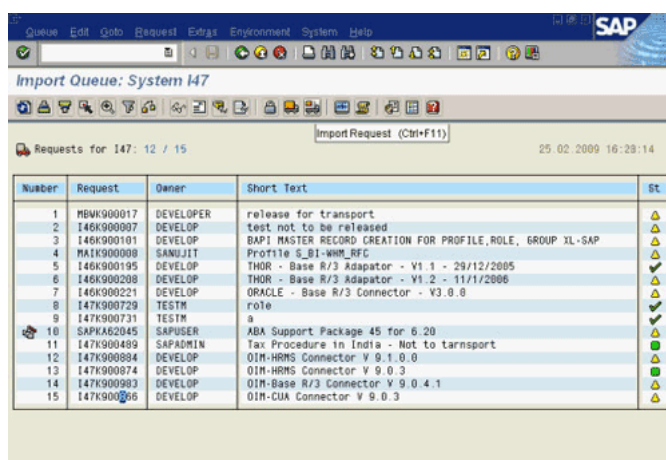 Queue Edit Goto Request Extras Environment System Help
SAP
Import Queue: System I47
Import Request (Ctrl+F11)
Requests for I47: 12 / 15 25.02.2009 16:28:14
Number Request Owner Short Text St
1 MBWK900017 DEVELOPER release for transport
2 I46K900007 DEVELOP test not to be released
3 I46K900101 DEVELOP BAPI MASTER RECORD CREATION FOR PROFILE,ROLE, GROUP XL-SAP
4 MAIK900008 SANUJIT Profile S_BI-WHM_RFC
5 I46K900195 DEVELOP THOR - Base R/3 Adapator - V1.1 - 29/12/2005
6 I46K900208 DEVELOP THOR - Base R/3 Adapator - V1.2 - 11/1/2006
7 I46K900221 DEVELOP ORACLE - Base R/3 Connector - V3.0.0
8 I47K900729 TESTM role
9 I47K900731 TESTM a
10 SAPKA62045 SAPUSER ABA Support Package 45 for 6.20
11 I47K900489 SAPADMIN Tax Procedure in India - Not to tarnsport
12 I47K900884 DEVELOP OIM-HRMS Connector V 9.1.0.0
13 I47K900874 DEVELOP OIM-HRMS Connector V 9.0.3
14 I47K900983 DEVELOP OIM-Base R/3 Connector V 9.0.4.1
15 DEVELOP OIM-CUA Connector V 9.0.3